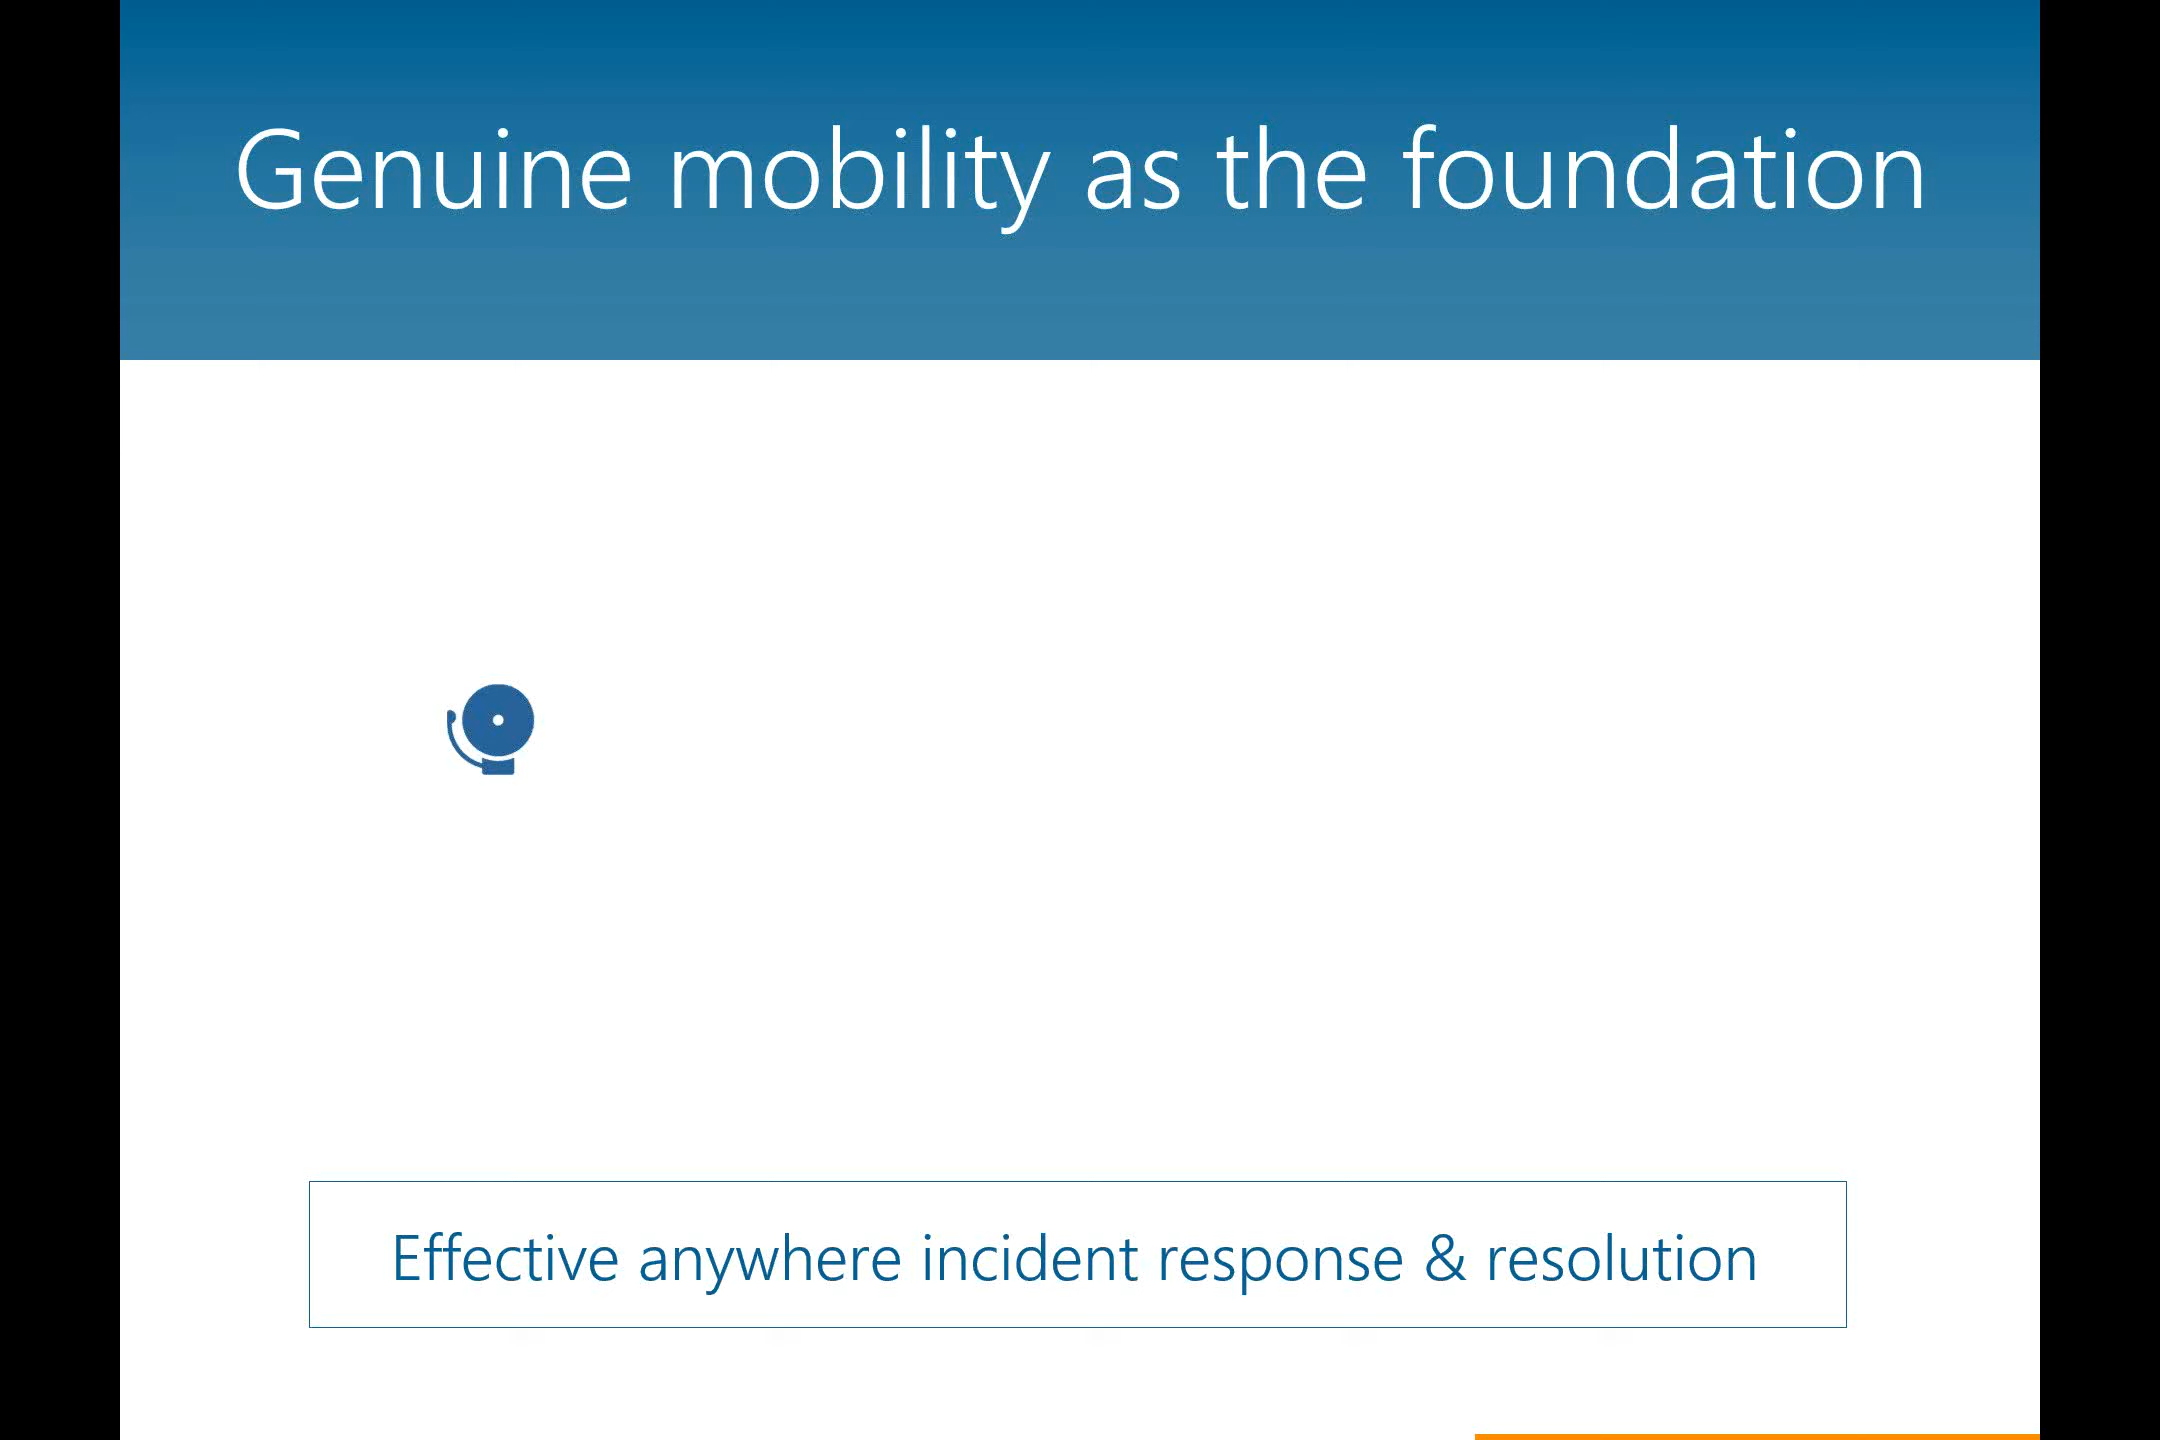 Genuine mobility as the foundation
Effective anywhere incident response & resolution